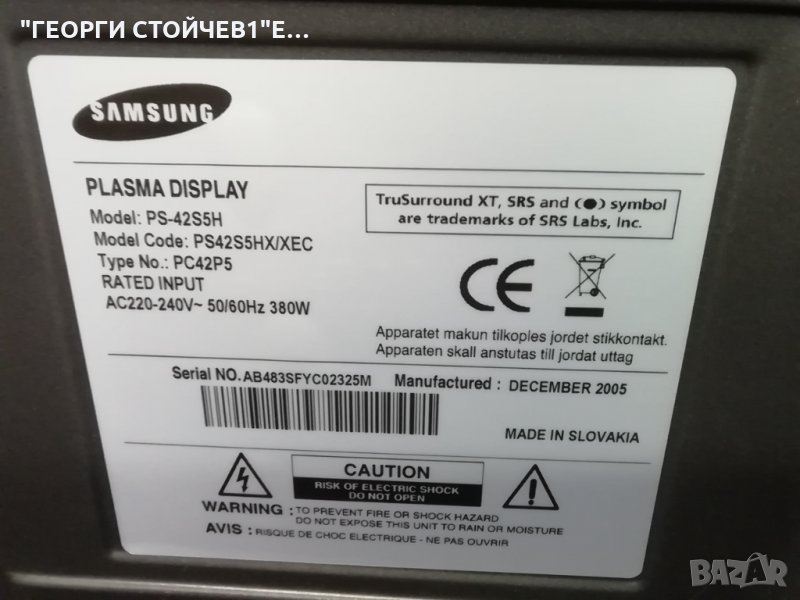 "ГЕОРГИ СТОЙЧЕВ1"Е...
SAMSUNG
PLASMA DISPLAY
Model: PS-42S5H
Model Code: PS42S5HX/XEC
Type No.: PC42P5
RATED INPUT
AC220-240V~ 50/60Hz 380W
TruSurround XT, SRS and (●) symbol
are trademarks of SRS Labs, Inc.
CE
Apparatet makun tilkoples jordet stikkontakt.
Apparaten skall anstutas till jordat uttag
Serial NO. AB483SFYC02325M Manufactured : DECEMBER 2005
MADE IN SLOVAKIA
CAUTION
RISK OF ELECTRIC SHOCK
DO NOT OPEN
WARNING : TO PREVENT FIRE OR SHOCK HAZARD
DO NOT EXPOSE THIS UNIT TO RAIN OR MOISTURE
AVIS : RISQUE DE CHOC ELECTRIQUE - NE PAS OUVRIR
BAZAR